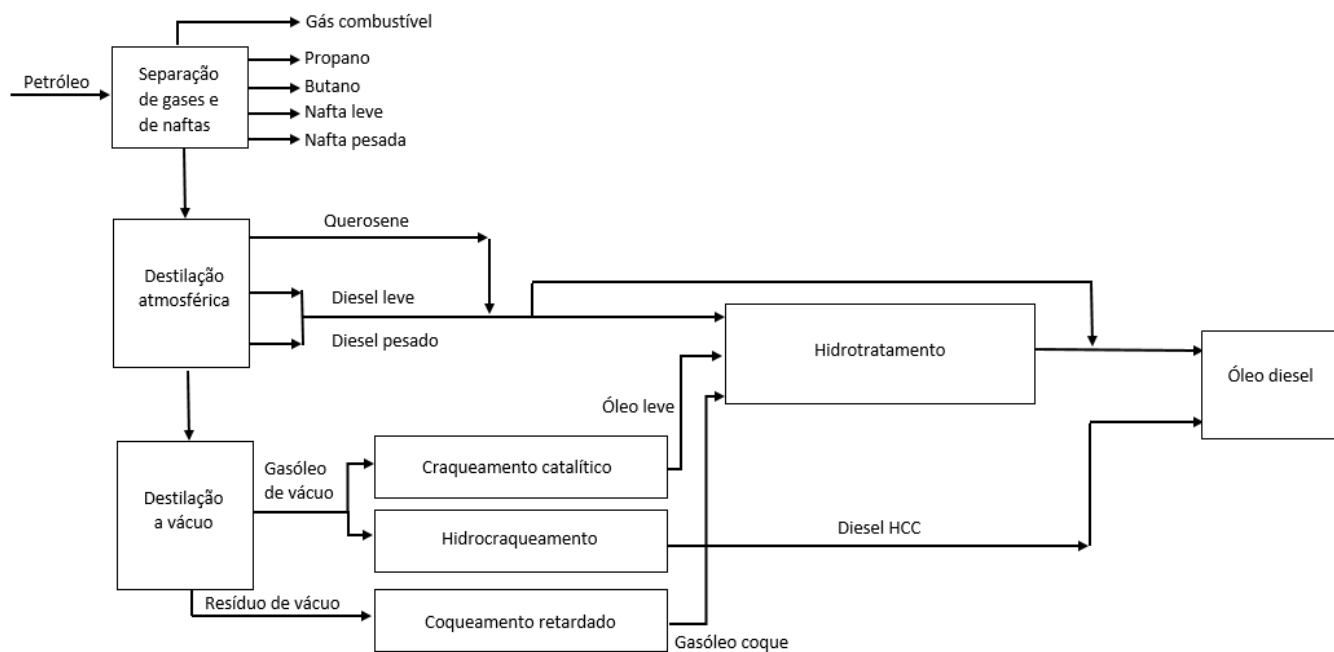 Gás combustível
Petróleo
Separação
de gases e
de naftas
Propano
Butano
Nafta leve
Nafta pesada
Querosene
Destilação
atmosférica
Diesel leve
Diesel pesado
Hidrotratamento
Óleo diesel
Óleo leve
Destilação
a vácuo
Gasóleo
de vácuo
Craqueamento catalítico
Hidrocraqueamento
Diesel HCC
Resíduo de vácuo
Coqueamento retardado
Gasóleo coque